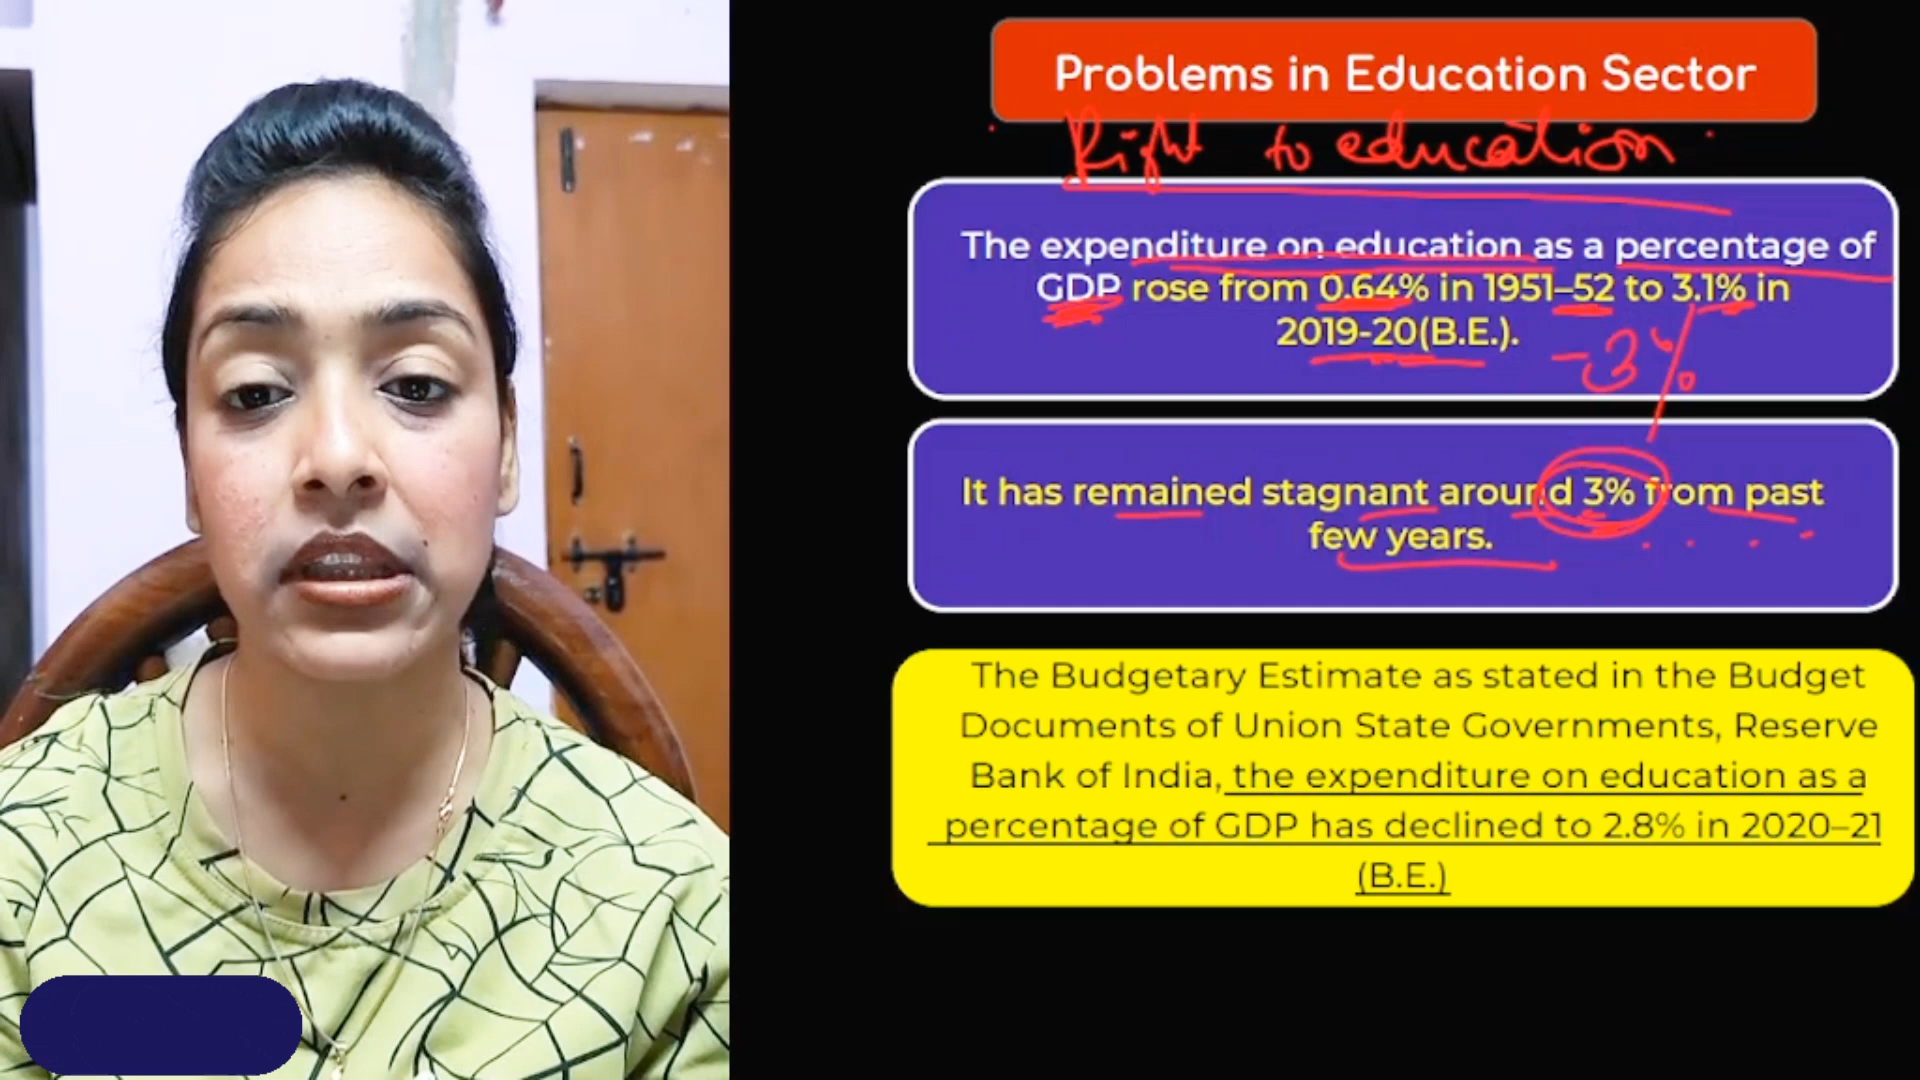 Problems in Education Sector
Right to education
The expenditure on education as a percentage of
GDP rose from 0.64% in 1951–52 to 3.1% in
2019-20(B.E.).
-3%
It has remained stagnant around 3% from past
few years.
The Budgetary Estimate as stated in the Budget
Documents of Union State Governments, Reserve
Bank of India, the expenditure on education as a
percentage of GDP has declined to 2.8% in 2020–21
(B.E.)